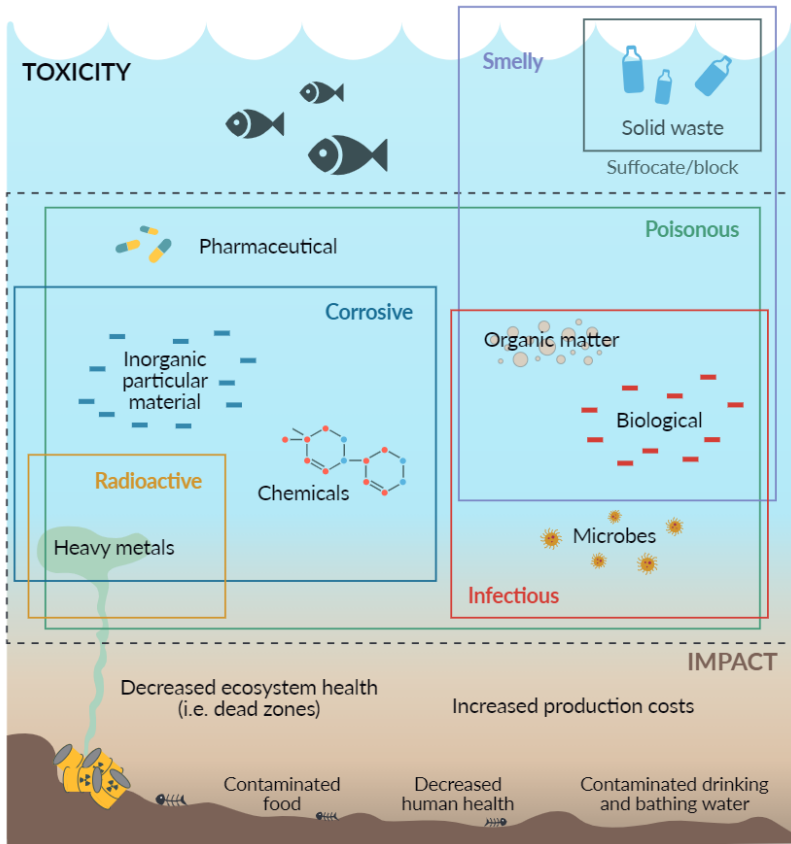 TOXICITY
Smelly
Solid waste
Suffocate/block
Pharmaceutical
Poisonous
Corrosive
Inorganic
particular
material
Organic matter
Biological
Radioactive
Chemicals
Heavy metals
Microbes
Infectious
IMPACT
Decreased ecosystem health
(i.e. dead zones)
Increased production costs
Contaminated
food
Decreased
human health
Contaminated drinking
and bathing water